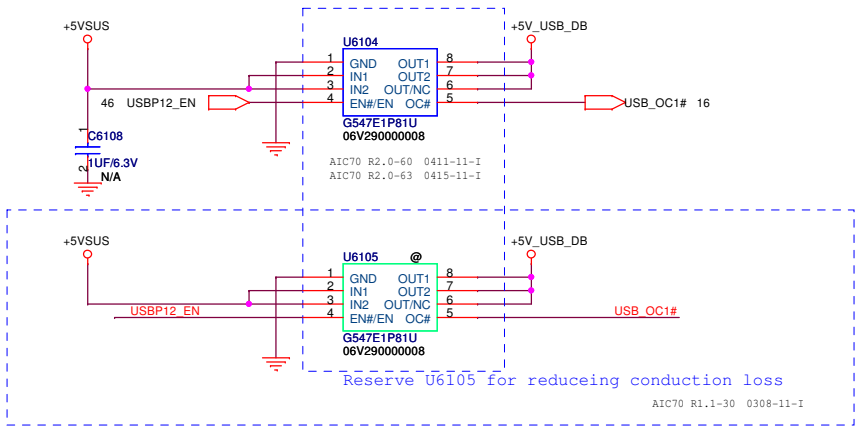 +5VSUS
+5V_USB_DB
U6104
1 GND OUT1 8
2 IN1 OUT2 7
3 IN2 OUT/NC 6
4 EN#/EN OC# 5
46 USBP12_EN
USB_OC1# 16
G547E1P81U
06V290000008
1
C6108
1UF/6.3V
2
N/A
AIC70 R2.0-60 0411-11-I
AIC70 R2.0-63 0415-11-I
+5VSUS
+5V_USB_DB
U6105 @
1 GND OUT1 8
2 IN1 OUT2 7
3 IN2 OUT/NC 6
4 EN#/EN OC# 5
USBP12_EN
USB_OC1#
G547E1P81U
06V290000008
Reserve U6105 for reduceing conduction loss
AIC70 R1.1-30 0308-11-I